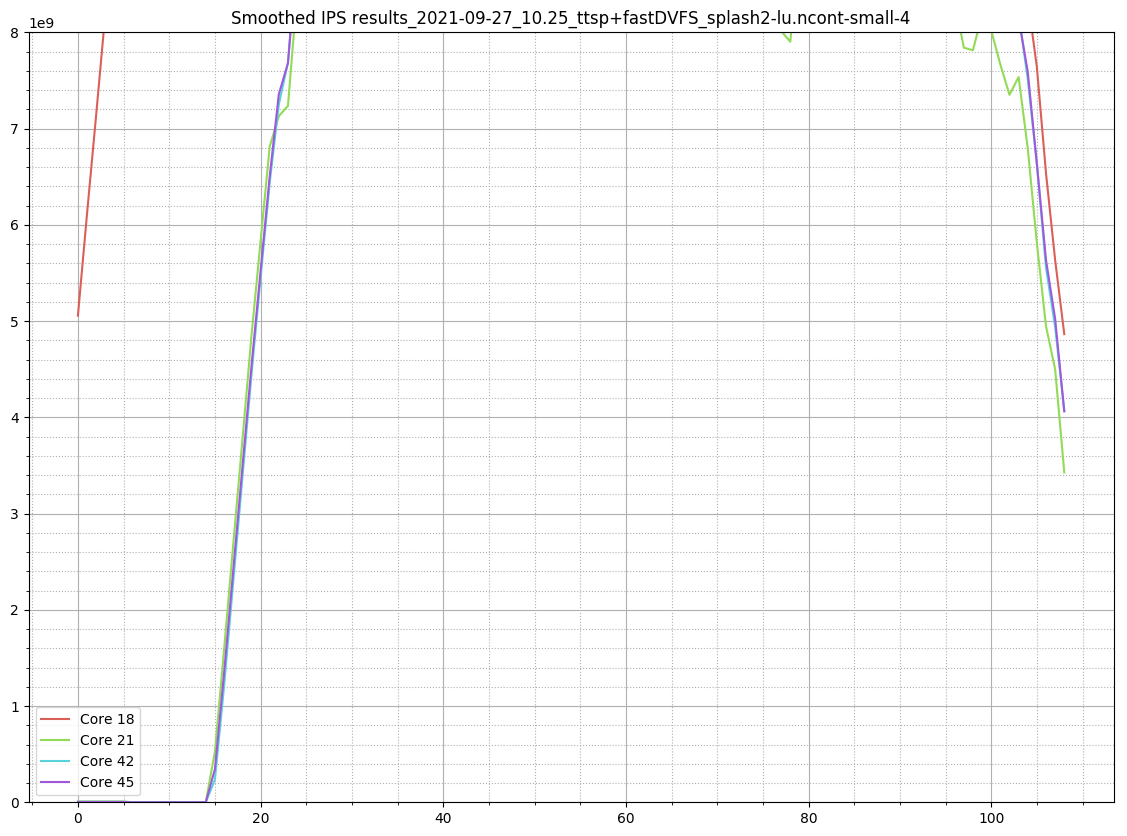 Smoothed IPS results_2021-09-27_10.25_ttsp+fastDVFS_splash2-lu.ncont-small-4
1e9
8
7
6
5
4
3
2
1
0
Core 18
Core 21
Core 42
Core 45
0 20 40 60 80 100